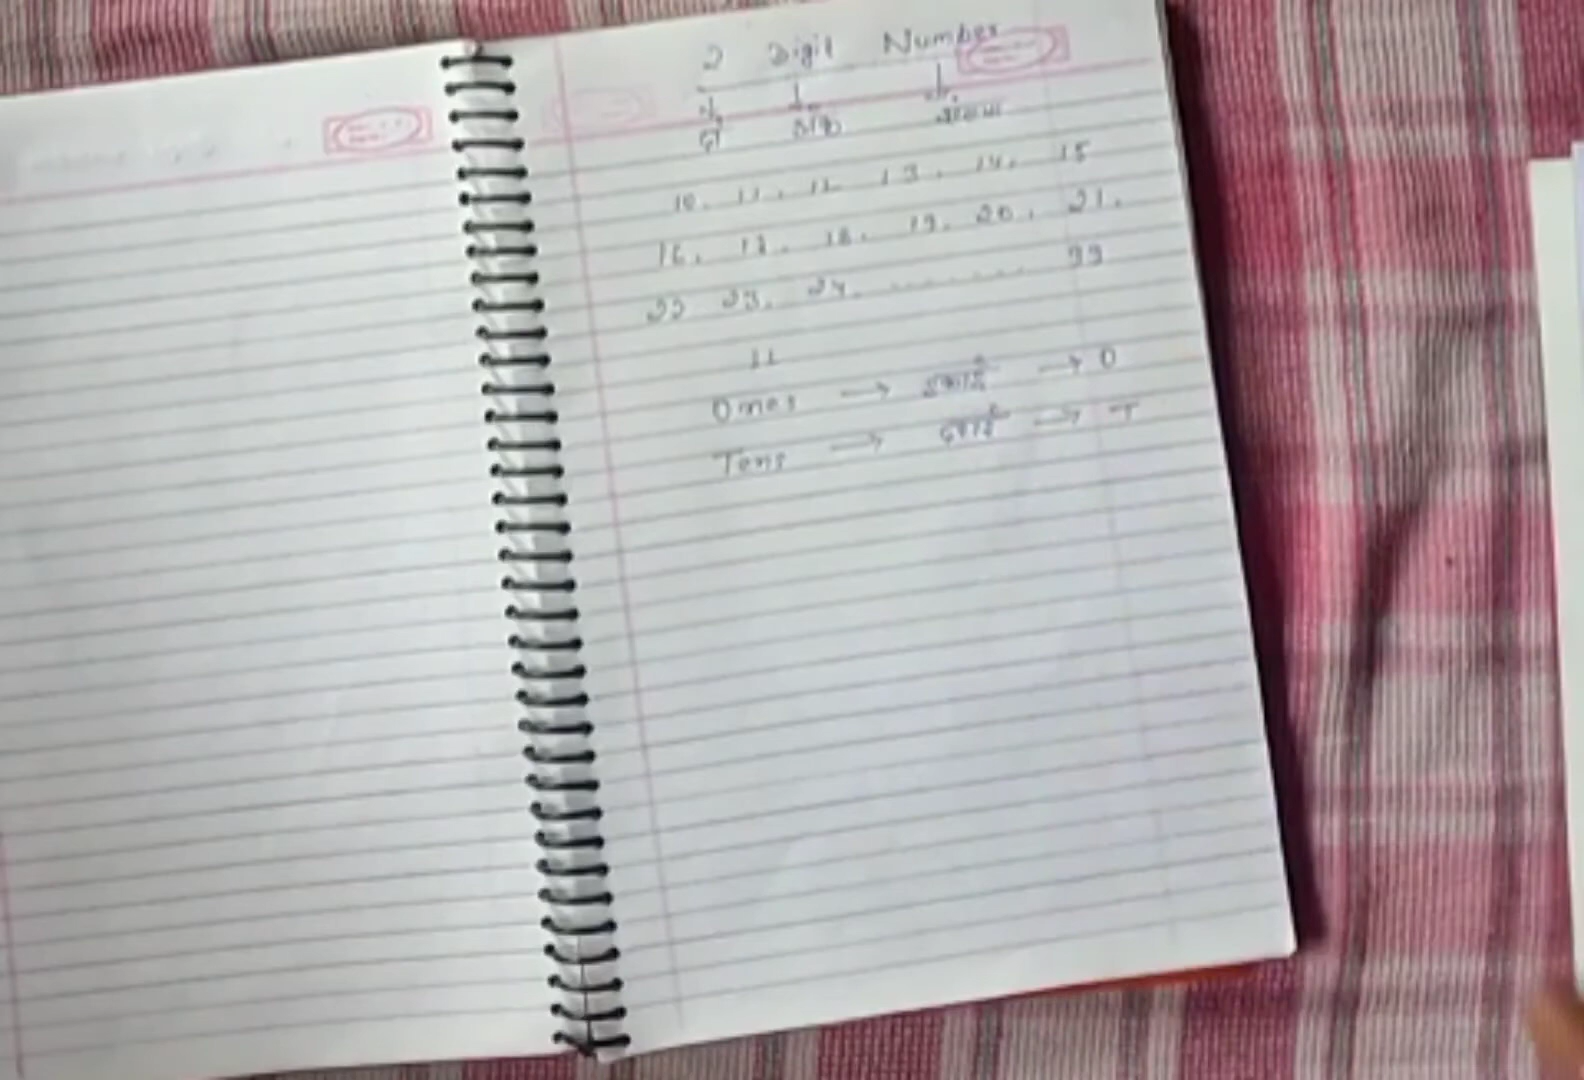 2 Digit Number
↓ ↓ ↓
दो अंक संख्या
10. 11. 12 13. 14. 15
16. 17. 18. 19. 20. 21.
22 23. 24. ........... 99
11
Ones → इकाई → O
Tens → दहाई → T